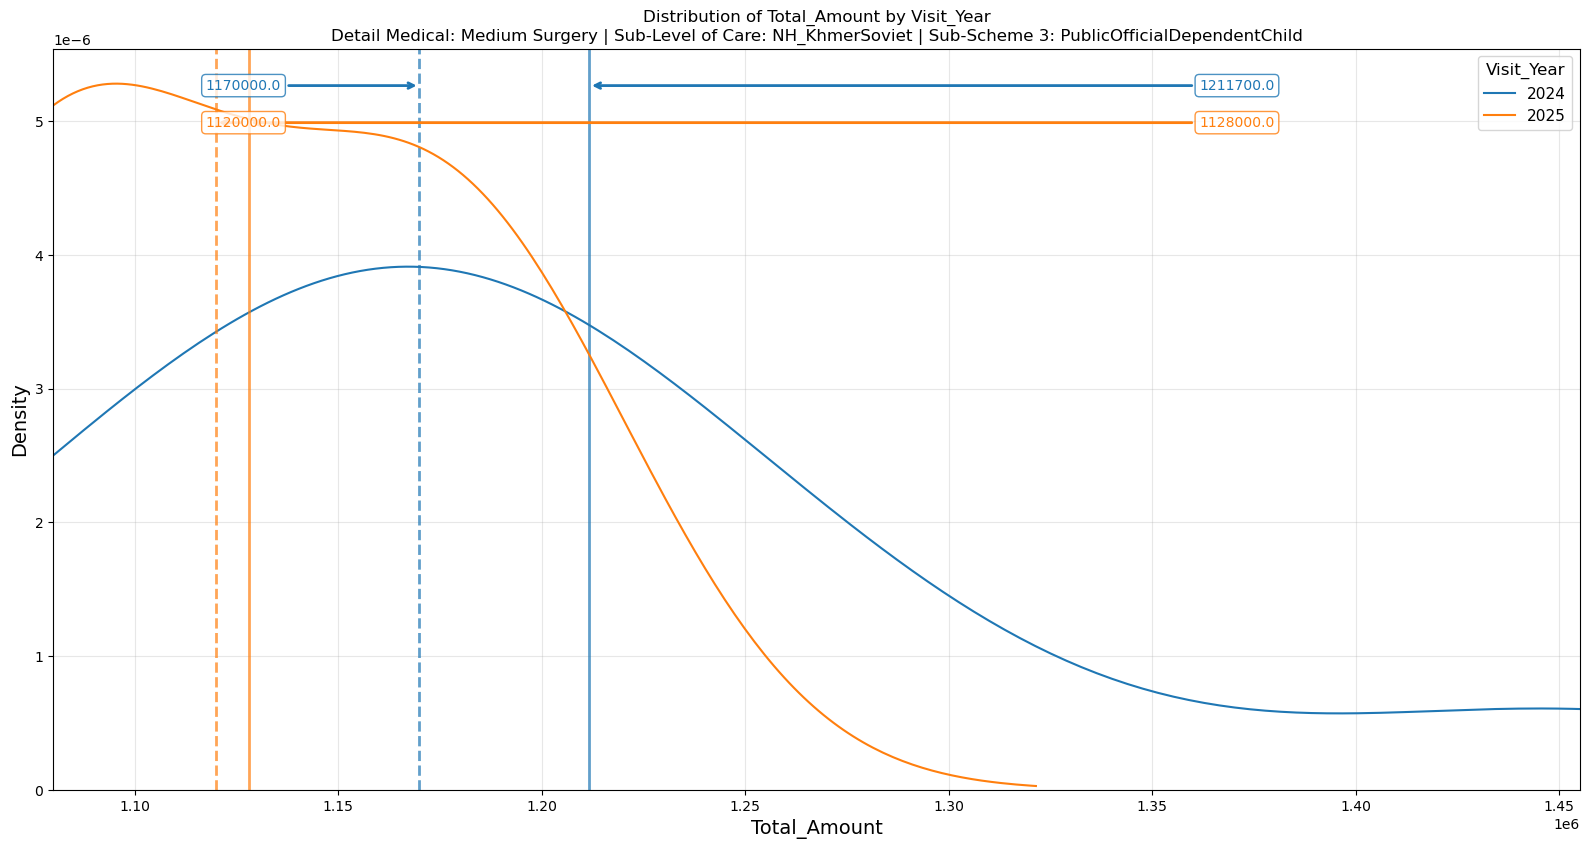 Distribution of Total_Amount by Visit_Year
Detail Medical: Medium Surgery | Sub-Level of Care: NH_KhmerSoviet | Sub-Scheme 3: PublicOfficialDependentChild
1e−6
Visit_Year
2024
2025
1170000.0
1211700.0
1120000.0
1128000.0
5
4
3
2
1
0
Density
1.10
1.15
1.20
1.25
1.30
1.35
1.40
1.45
1e6
Total_Amount